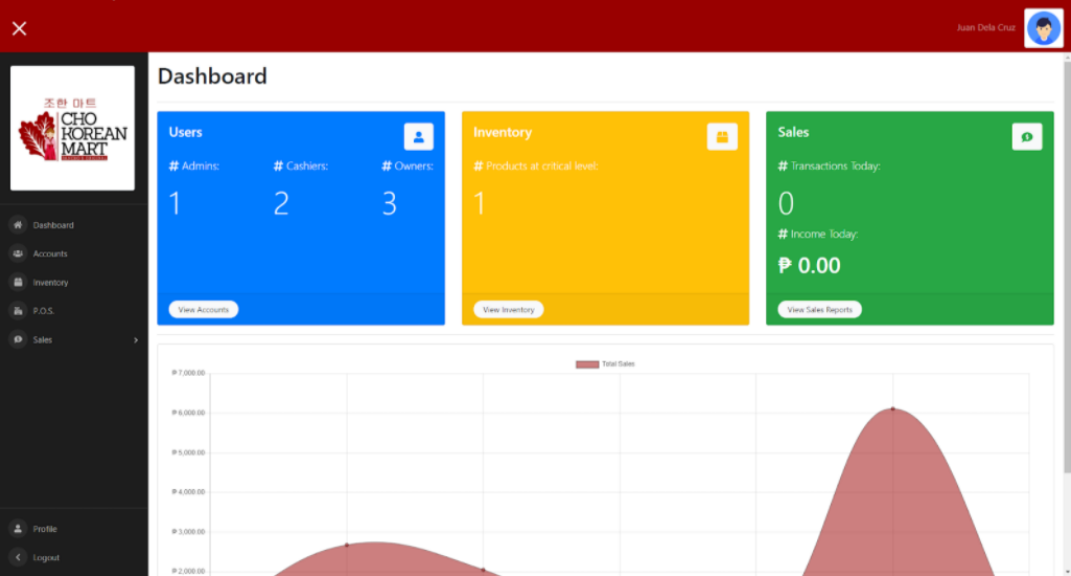 Juan Dela Cruz
조한 마트
CHO
KOREAN
MART
Dashboard
Accounts
Inventory
P.O.S.
Sales
Profile
Logout
Dashboard
Users
# Admins: # Cashiers: # Owners:
1 2 3
View Accounts
Inventory
# Products at critical level:
1
View Inventory
Sales
# Transactions Today:
0
# Income Today:
₱ 0.00
View Sales Reports
Total Sales
₱ 7,000.00
₱ 6,000.00
₱ 5,000.00
₱ 4,000.00
₱ 3,000.00
₱ 2,000.00